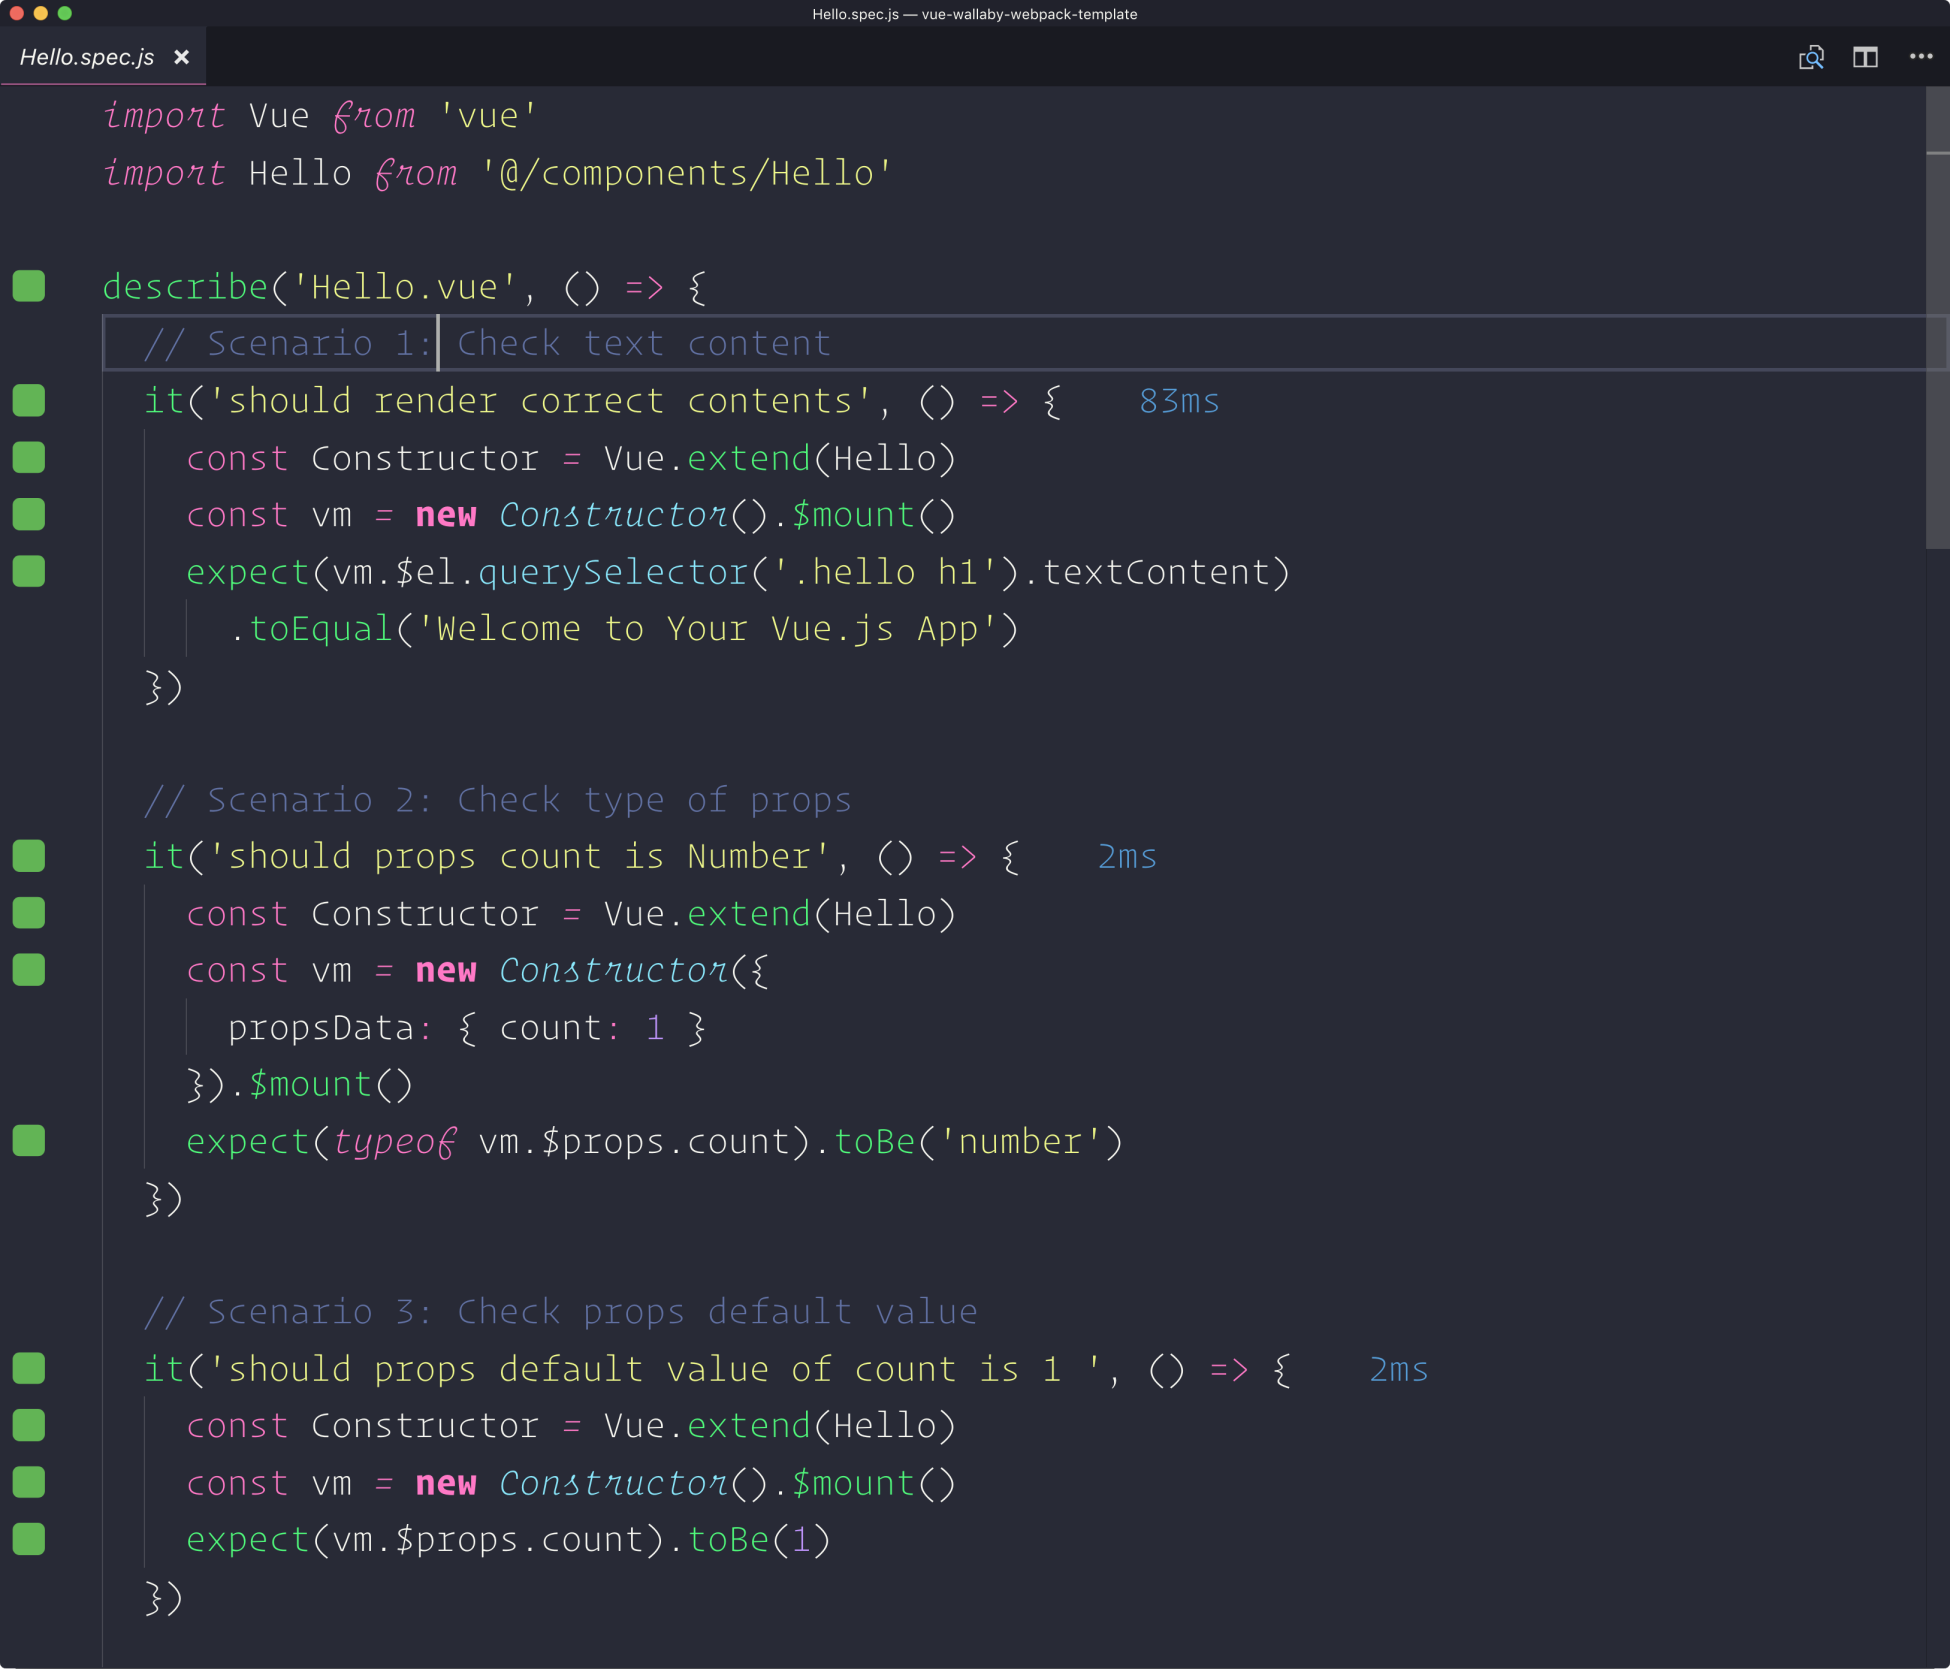 Hello.spec.js — vue-wallaby-webpack-template
Hello.spec.js
import Vue from 'vue'
import Hello from '@/components/Hello'
describe('Hello.vue', () => {
// Scenario 1: Check text content
it('should render correct contents', () => { 83ms
const Constructor = Vue.extend(Hello)
const vm = new Constructor().$mount()
expect(vm.$el.querySelector('.hello h1').textContent)
.toEqual('Welcome to Your Vue.js App')
})
// Scenario 2: Check type of props
it('should props count is Number', () => { 2ms
const Constructor = Vue.extend(Hello)
const vm = new Constructor({
propsData: { count: 1 }
}).$mount()
expect(typeof vm.$props.count).toBe('number')
})
// Scenario 3: Check props default value
it('should props default value of count is 1 ', () => { 2ms
const Constructor = Vue.extend(Hello)
const vm = new Constructor().$mount()
expect(vm.$props.count).toBe(1)
})